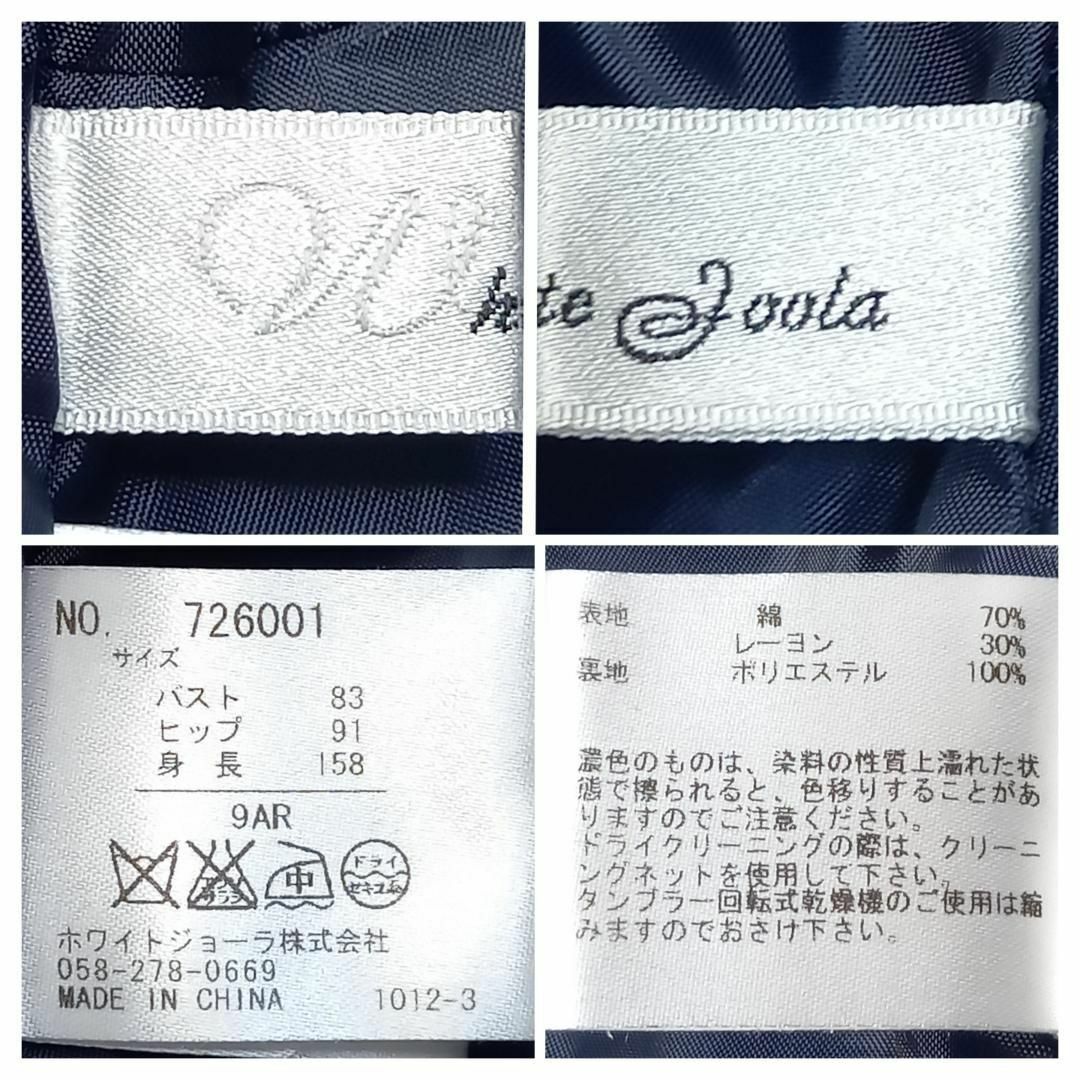 White Joola
NO. 726001
サイズ
バスト 83
ヒップ 91
身長 158
9AR
エンソサラシ 中 ドライ セキユ系
ホワイトジョーラ株式会社
058-278-0669
MADE IN CHINA 1012-3
表地 綿 70%
レーヨン 30%
裏地 ポリエステル 100%
濃色のものは、染料の性質上濡れた状
態で擦られると、色移りすることがあ
りますのでご注意ください。
ドライクリーニングの際は、クリーニ
ングネットを使用して下さい。
タンブラー回転式乾燥機のご使用は縮
みますのでおさけ下さい。